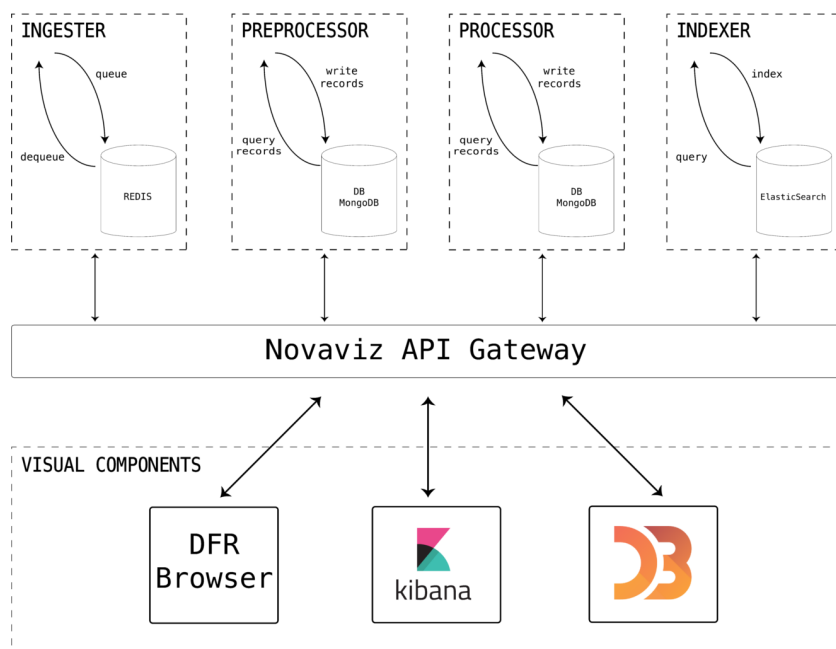 INGESTER
queue
dequeue
REDIS
PREPROCESSOR
write
records
query
records
DB
MongoDB
PROCESSOR
write
records
query
records
DB
MongoDB
INDEXER
index
query
ElasticSearch
Novaviz API Gateway
VISUAL COMPONENTS
DFR
Browser
kibana
D3